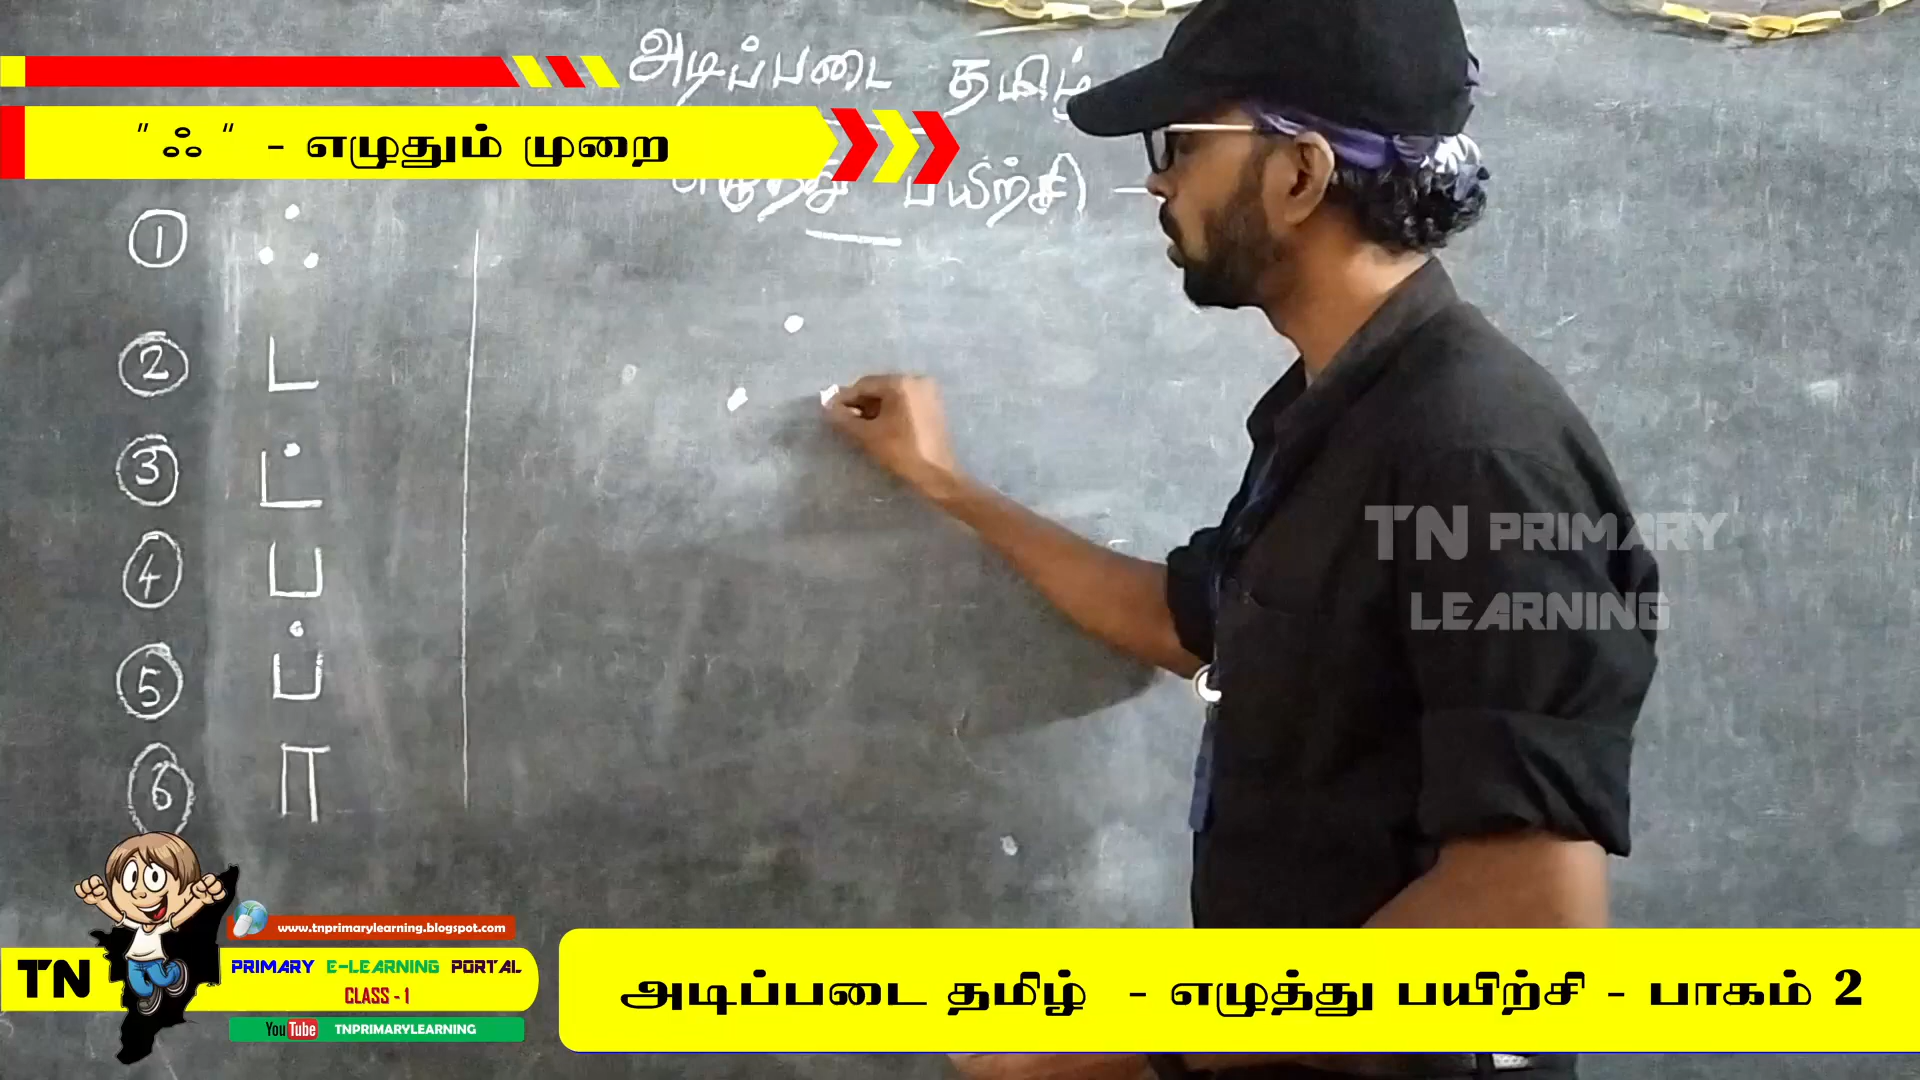 அடிப்படை தமிழ்
" ஃ " - எழுதும் முறை
பயிற்சி) -
1 ஃ
2 ட
3 ட்
4 ப
5 ப்
6 ா
ஃ
TN PRIMARY
LEARNING
www.tnprimarylearning.blogspot.com
TN PRIMARY E-LEARNING PORTAL
CLASS - 1
YouTube TNPRIMARYLEARNING
அடிப்படை தமிழ் - எழுத்து பயிற்சி - பாகம் 2